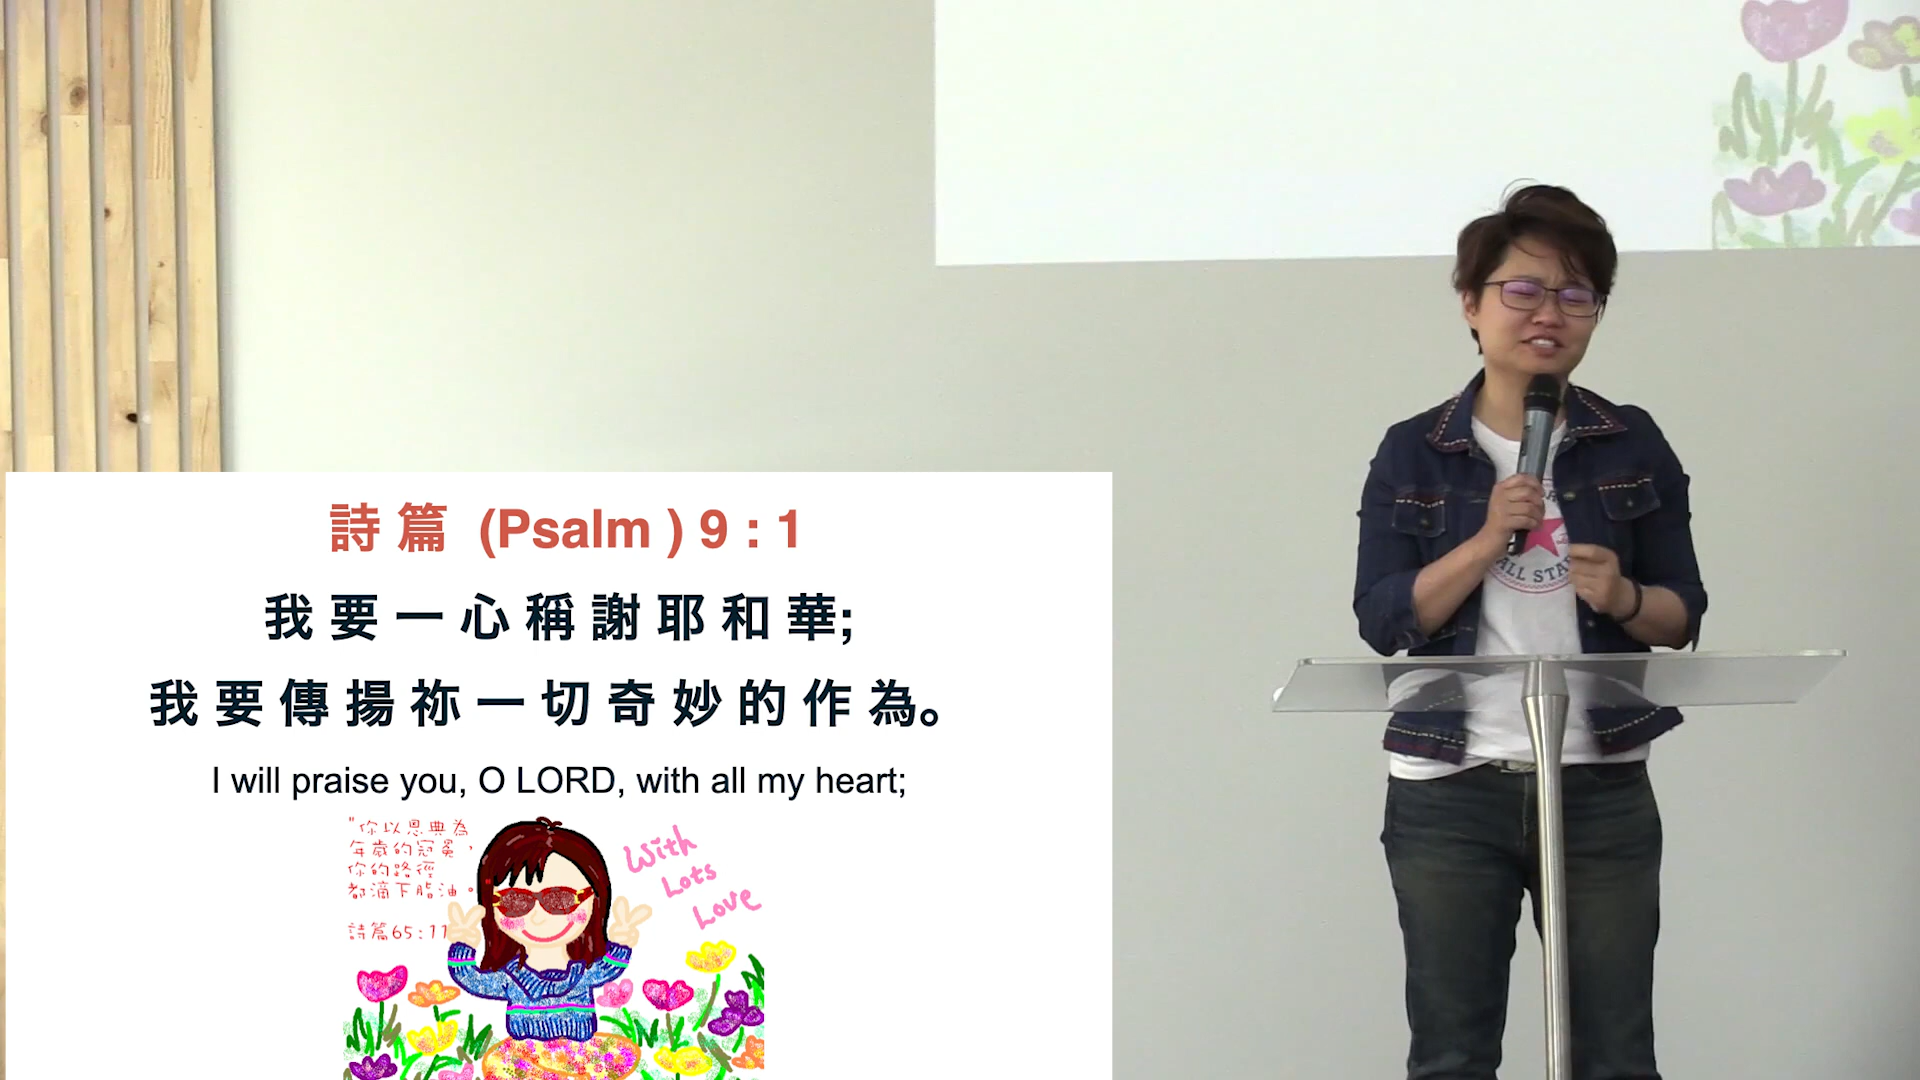 詩篇 (Psalm ) 9 : 1
我要一心稱謝耶和華;
我要傳揚祢一切奇妙的作為。
I will praise you, O LORD, with all my heart;
"你以恩典為
年歲的冠冕，
你的路徑
都滴下脂油。
詩篇65:11
With
Lots
Love
ALL STA